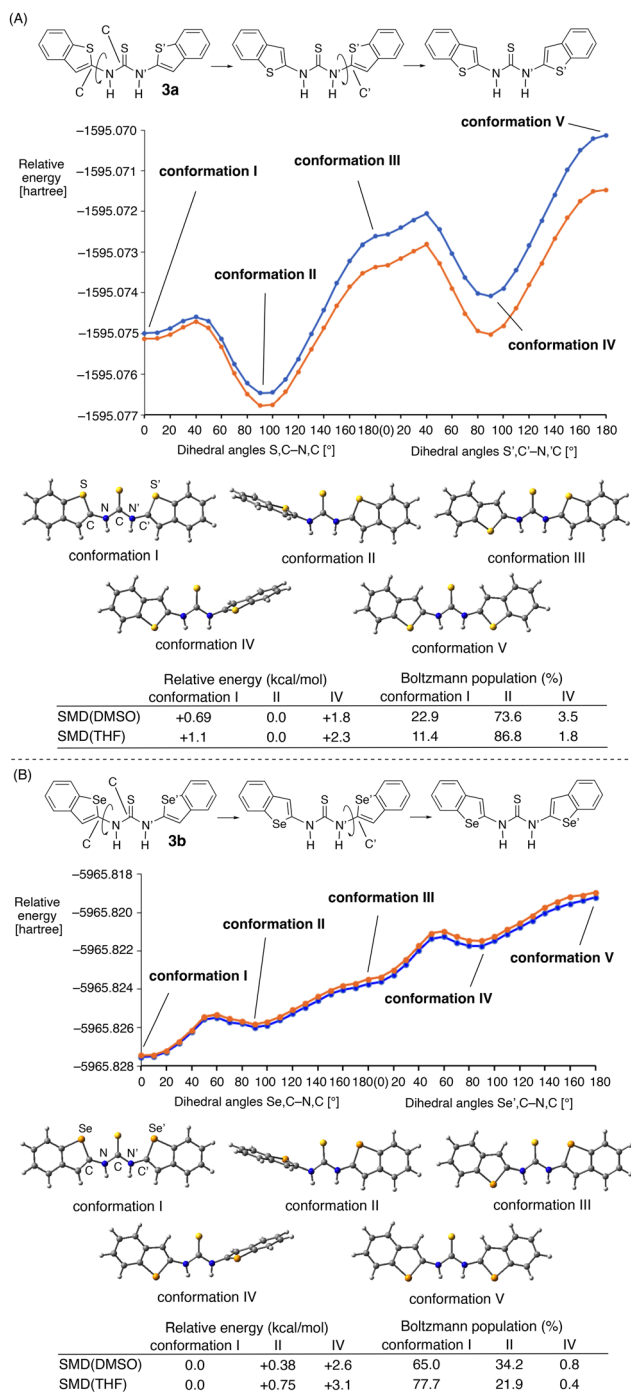 (A)
C S S S'
N N'
H H
C 3a
S S'
N N'
H H
C'
S
N N'
H H
S S'
conformation V
−1595.070
−1595.071
−1595.072
−1595.073
−1595.074
−1595.075
−1595.076
−1595.077
Relative
energy
[hartree]
conformation I
conformation III
conformation II
conformation IV
0 20 40 60 80 100 120 140 160 180(0) 20 40 60 80 100 120 140 160 180
Dihedral angles S,C–N,C [°] Dihedral angles S',C'–N,'C [°]
S S'
N N'
C C C'
conformation I conformation II conformation III
conformation IV conformation V
Relative energy (kcal/mol) Boltzmann population (%)
conformation I II IV conformation I II IV
SMD(DMSO) +0.69 0.0 +1.8 22.9 73.6 3.5
SMD(THF) +1.1 0.0 +2.3 11.4 86.8 1.8
(B)
C
Se S Se'
N N'
H H
C 3b
S Se'
Se N N'
H H
C'
S
Se N N' Se'
H H
Relative
energy
[hartree]
−5965.818
−5965.820
−5965.822
−5965.824
−5965.826
−5965.828
conformation I
conformation II
conformation III
conformation IV
conformation V
0 20 40 60 80 100 120 140 160 180(0) 20 40 60 80 100 120 140 160 180
Dihedral angles Se,C–N,C [°] Dihedral angles Se',C–N,C [°]
Se Se'
N N'
C C C'
conformation I conformation II conformation III
conformation IV conformation V
Relative energy (kcal/mol) Boltzmann population (%)
conformation I II IV conformation I II IV
SMD(DMSO) 0.0 +0.38 +2.6 65.0 34.2 0.8
SMD(THF) 0.0 +0.75 +3.1 77.7 21.9 0.4